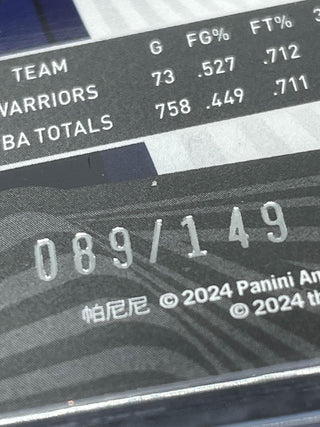 TEAM G FG% FT% 3
WARRIORS 73 .527 .712
BA TOTALS 758 .449 .711
089/149
帕尼尼 © 2024 Panini Am
© 2024 th